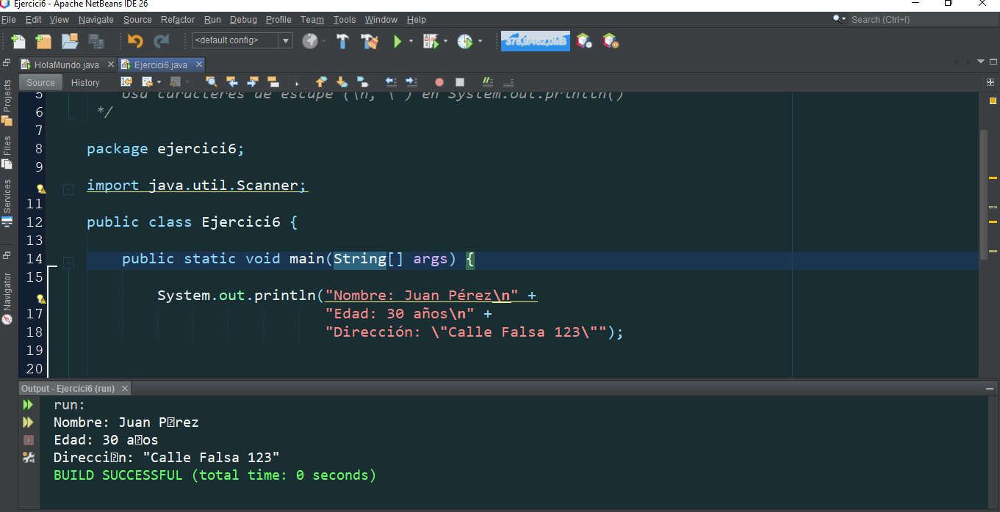 Ejercici6 - Apache NetBeans IDE 26
File Edit View Navigate Source Refactor Run Debug Profile Team Tools Window Help
Search (Ctrl+I)
<default config>
HolaMundo.java
Ejercici6.java
Source History
Projects
Files
Services
Navigator
5 Usa caracteres de escape (\n, \ ) en System.out.println()
6 */
7
8 package ejercici6;
9
import java.util.Scanner;
11
12 public class Ejercici6 {
13
14 public static void main(String[] args) {
15
System.out.println("Nombre: Juan Pérez\n" +
17 "Edad: 30 años\n" +
18 "Dirección: \"Calle Falsa 123\"");
19
20
Output - Ejercici6 (run)
run:
Nombre: Juan P�rez
Edad: 30 a�os
Direcci�n: "Calle Falsa 123"
BUILD SUCCESSFUL (total time: 0 seconds)